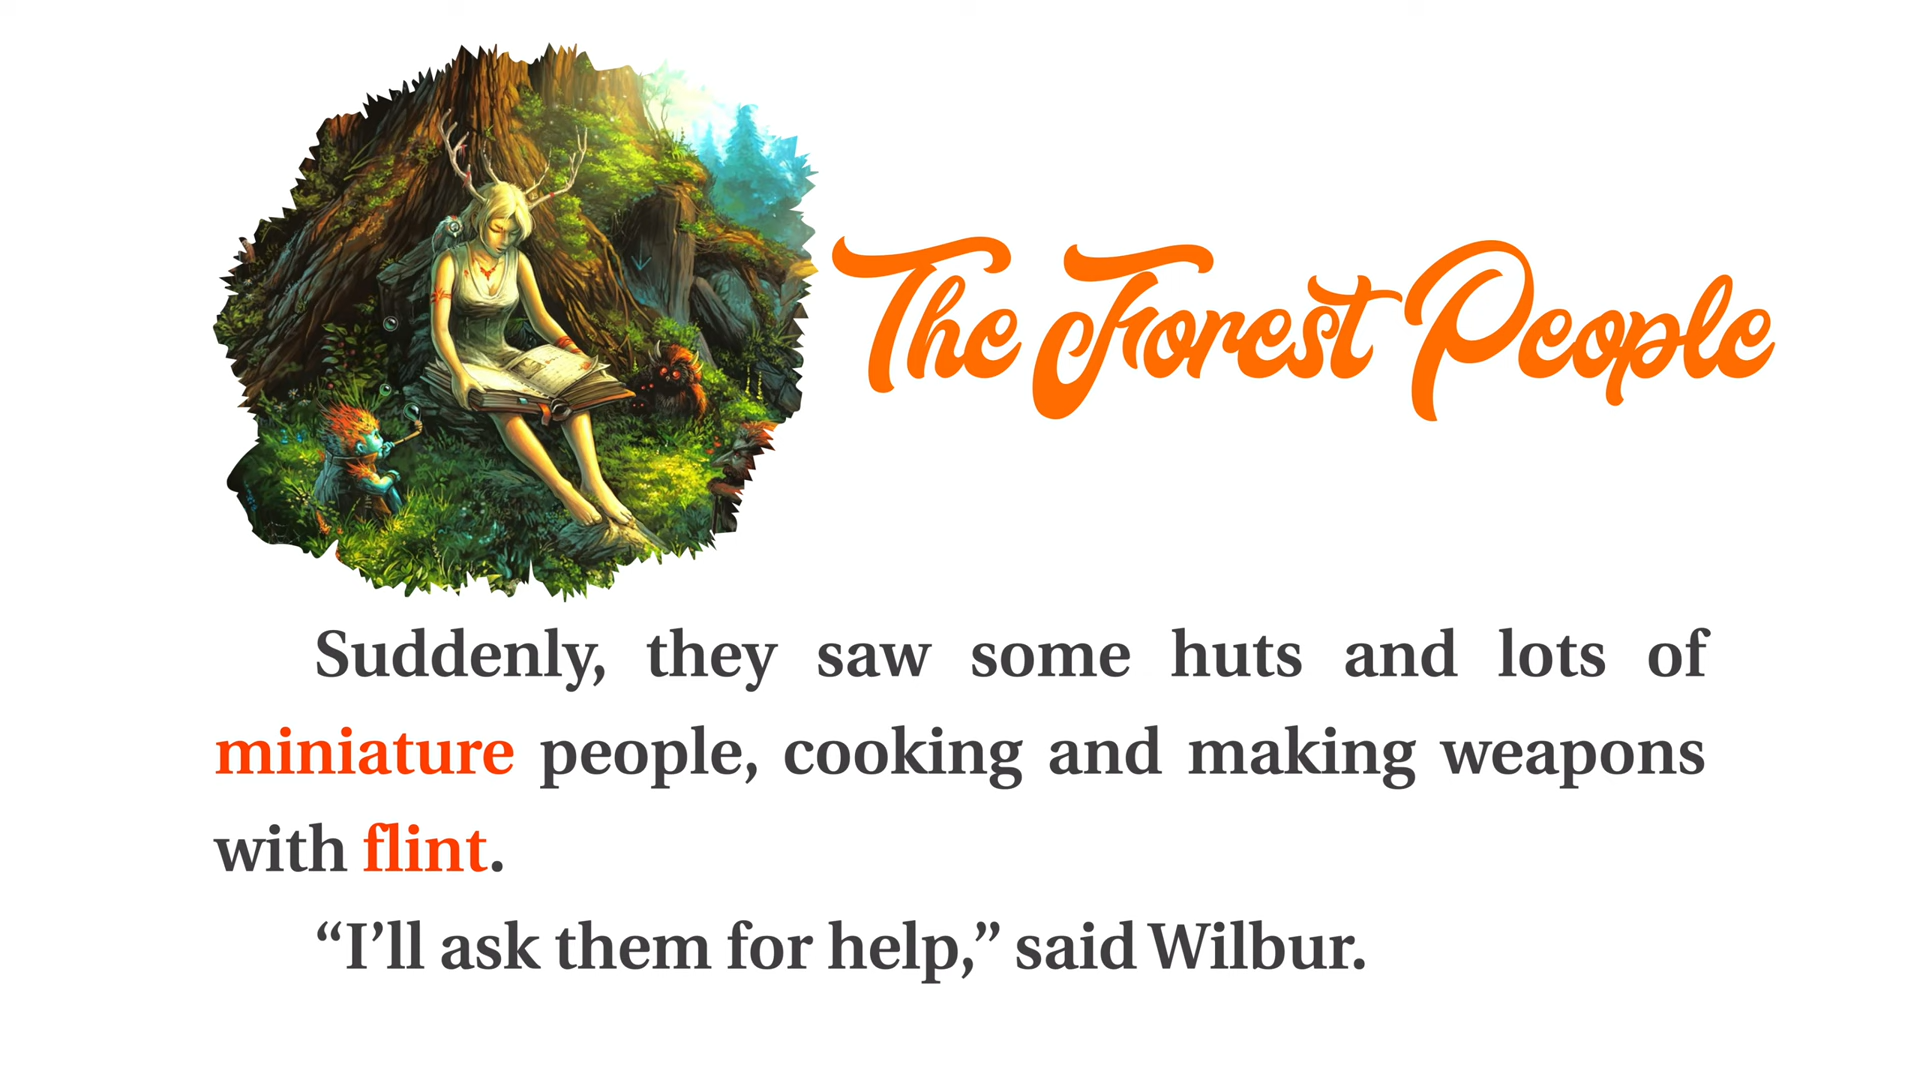 The Forest People
Suddenly, they saw some huts and lots of
miniature people, cooking and making weapons
with flint.
“I’ll ask them for help,” said Wilbur.